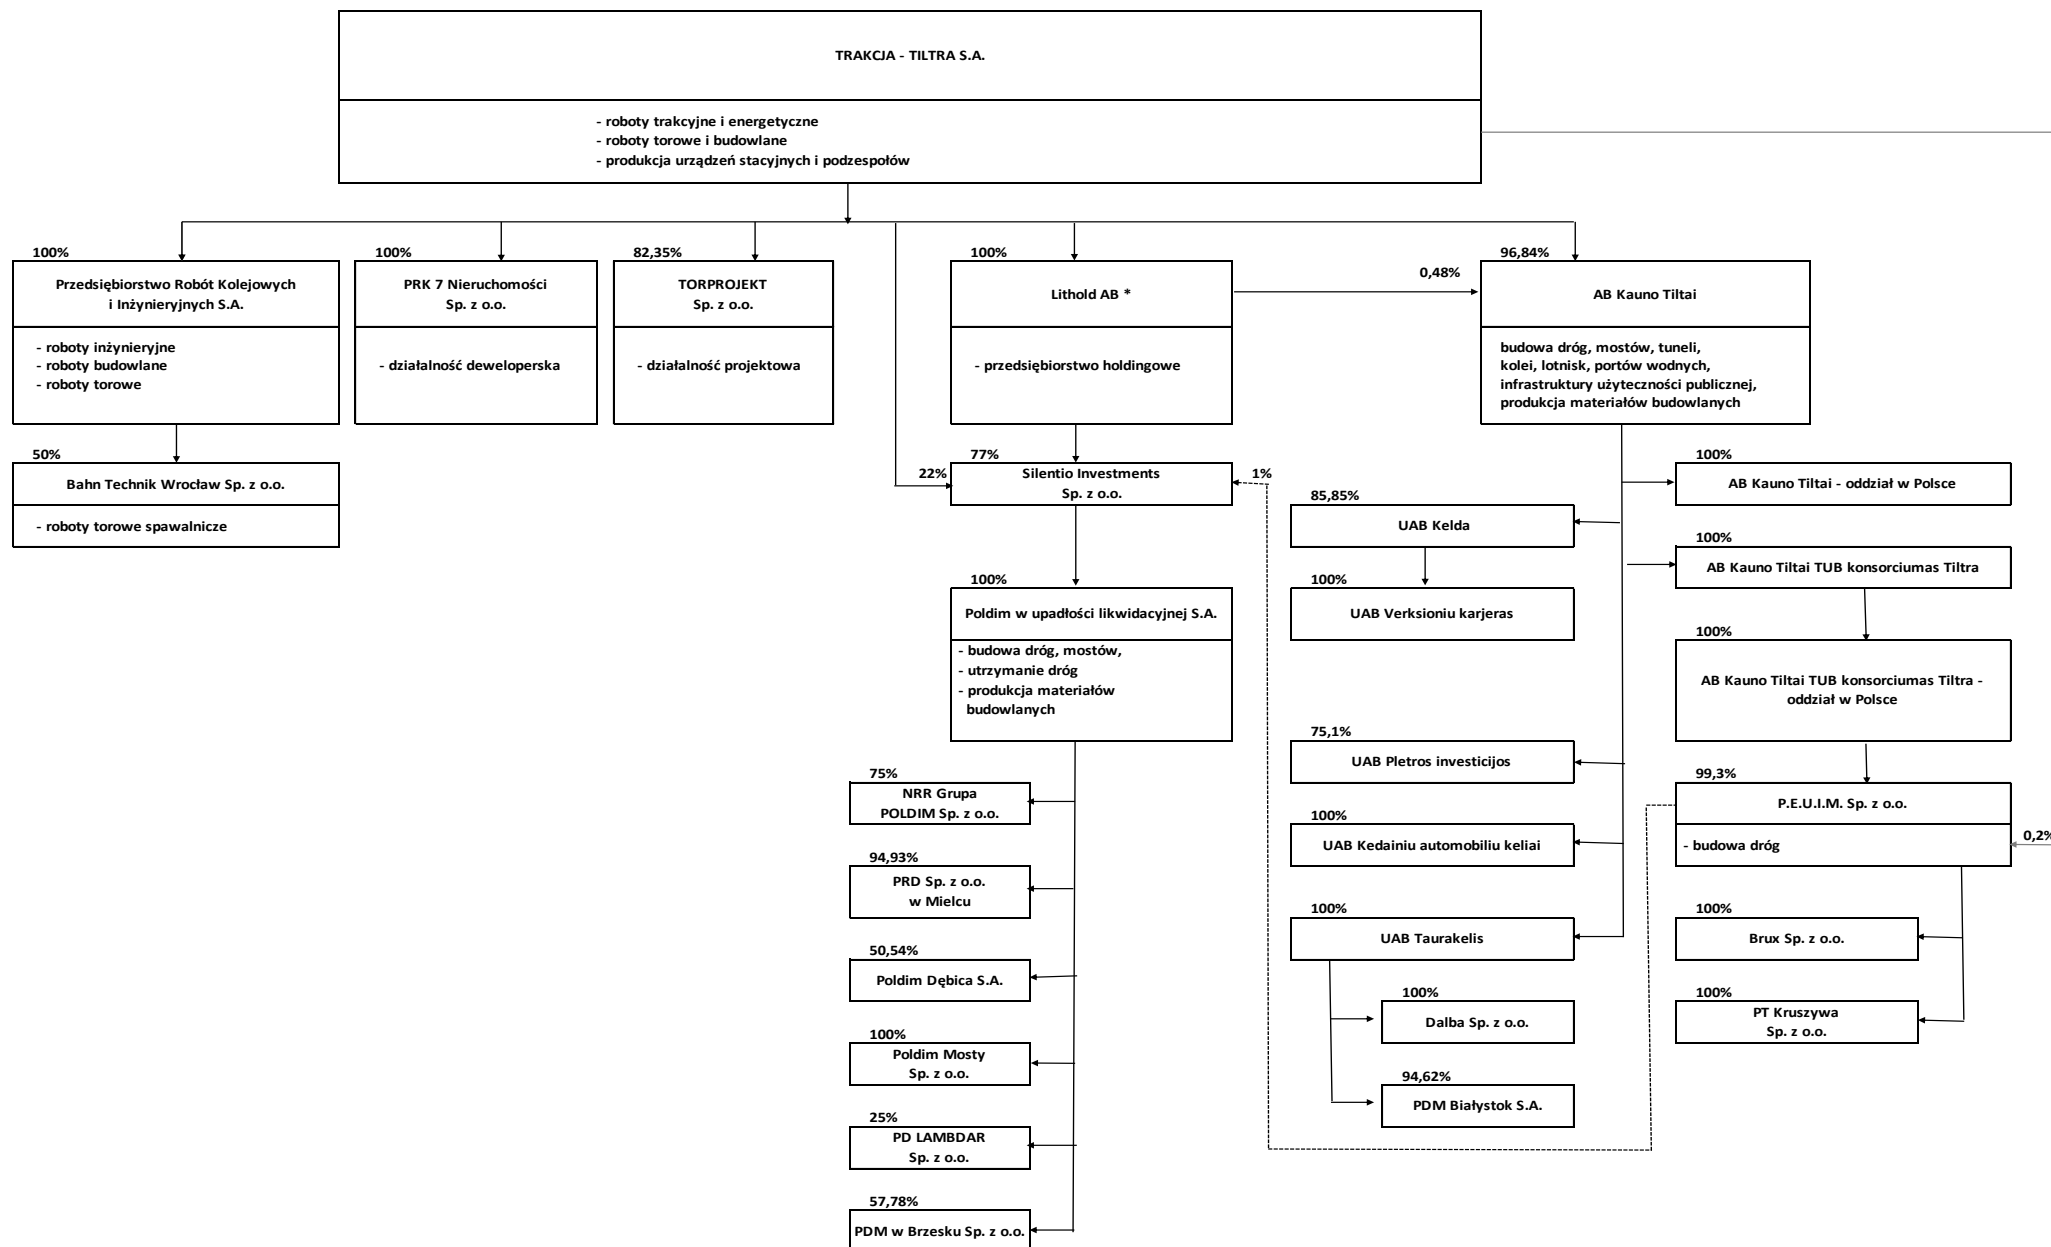 TRAKCJA - TILTRA S.A.
- roboty trakcyjne i energetyczne
- roboty torowe i budowlane
- produkcja urządzeń stacyjnych i podzespołów
100%
Przedsiębiorstwo Robót Kolejowych
i Inżynieryjnych S.A.
- roboty inżynieryjne
- roboty budowlane
- roboty torowe
50%
Bahn Technik Wrocław Sp. z o.o.
- roboty torowe spawalnicze
100%
PRK 7 Nieruchomości
Sp. z o.o.
- działalność deweloperska
82,35%
TORPROJEKT
Sp. z o.o.
- działalność projektowa
100%
Lithold AB *
- przedsiębiorstwo holdingowe
0,48%
96,84%
AB Kauno Tiltai
budowa dróg, mostów, tuneli,
kolei, lotnisk, portów wodnych,
infrastruktury użyteczności publicznej,
produkcja materiałów budowlanych
22%
77%
Silentio Investments
Sp. z o.o.
1%
100%
Poldim w upadłości likwidacyjnej S.A.
- budowa dróg, mostów,
- utrzymanie dróg
- produkcja materiałów
budowlanych
75%
NRR Grupa
POLDIM Sp. z o.o.
94,93%
PRD Sp. z o.o.
w Mielcu
50,54%
Poldim Dębica S.A.
100%
Poldim Mosty
Sp. z o.o.
25%
PD LAMBDAR
Sp. z o.o.
57,78%
PDM w Brzesku Sp. z o.o.
85,85%
UAB Kelda
100%
UAB Verksioniu karjeras
75,1%
UAB Pletros investicijos
100%
UAB Kedainiu automobiliu keliai
100%
UAB Taurakelis
100%
Dalba Sp. z o.o.
94,62%
PDM Białystok S.A.
100%
AB Kauno Tiltai - oddział w Polsce
100%
AB Kauno Tiltai TUB konsorciumas Tiltra
100%
AB Kauno Tiltai TUB konsorciumas Tiltra -
oddział w Polsce
99,3%
P.E.U.I.M. Sp. z o.o.
- budowa dróg
0,2%
100%
Brux Sp. z o.o.
100%
PT Kruszywa
Sp. z o.o.